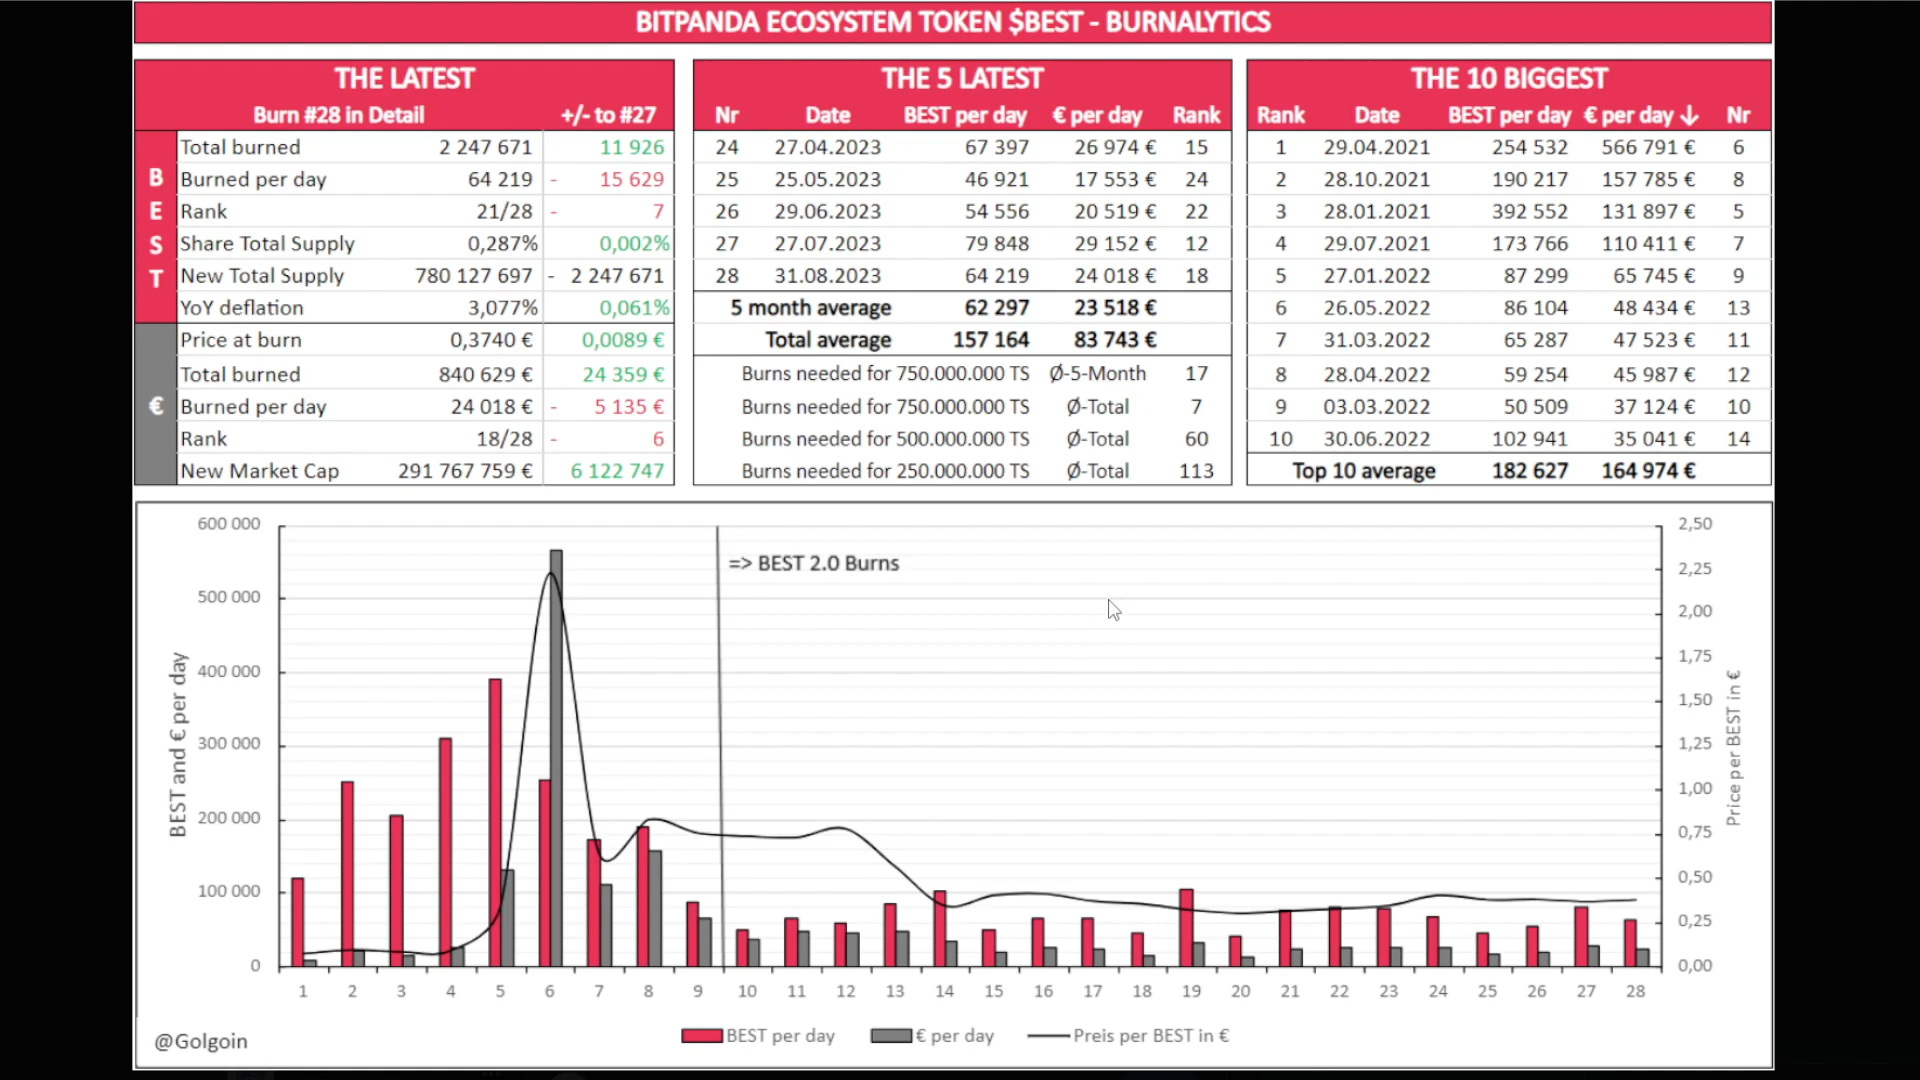 BITPANDA ECOSYSTEM TOKEN $BEST - BURNALYTICS
THE LATEST
Burn #28 in Detail +/- to #27
BEST
Total burned 2 247 671 11 926
Burned per day 64 219 - 15 629
Rank 21/28 - 7
Share Total Supply 0,287% 0,002%
New Total Supply 780 127 697 - 2 247 671
YoY deflation 3,077% 0,061%
€
Price at burn 0,3740 € 0,0089 €
Total burned 840 629 € 24 359 €
Burned per day 24 018 € - 5 135 €
Rank 18/28 - 6
New Market Cap 291 767 759 € 6 122 747
THE 5 LATEST
Nr Date BEST per day € per day Rank
24 27.04.2023 67 397 26 974 € 15
25 25.05.2023 46 921 17 553 € 24
26 29.06.2023 54 556 20 519 € 22
27 27.07.2023 79 848 29 152 € 12
28 31.08.2023 64 219 24 018 € 18
5 month average 62 297 23 518 €
Total average 157 164 83 743 €
Burns needed for 750.000.000 TS Ø-5-Month 17
Burns needed for 750.000.000 TS Ø-Total 7
Burns needed for 500.000.000 TS Ø-Total 60
Burns needed for 250.000.000 TS Ø-Total 113
THE 10 BIGGEST
Rank Date BEST per day € per day ↓ Nr
1 29.04.2021 254 532 566 791 € 6
2 28.10.2021 190 217 157 785 € 8
3 28.01.2021 392 552 131 897 € 5
4 29.07.2021 173 766 110 411 € 7
5 27.01.2022 87 299 65 745 € 9
6 26.05.2022 86 104 48 434 € 13
7 31.03.2022 65 287 47 523 € 11
8 28.04.2022 59 254 45 987 € 12
9 03.03.2022 50 509 37 124 € 10
10 30.06.2022 102 941 35 041 € 14
Top 10 average 182 627 164 974 €
BEST and € per day
600 000
500 000
400 000
300 000
200 000
100 000
0
=> BEST 2.0 Burns
2,50
2,25
2,00
1,75
1,50
1,25
1,00
0,75
0,50
0,25
0,00
Price per BEST in €
1 2 3 4 5 6 7 8 9 10 11 12 13 14 15 16 17 18 19 20 21 22 23 24 25 26 27 28
BEST per day € per day Preis per BEST in €
@Golgoin